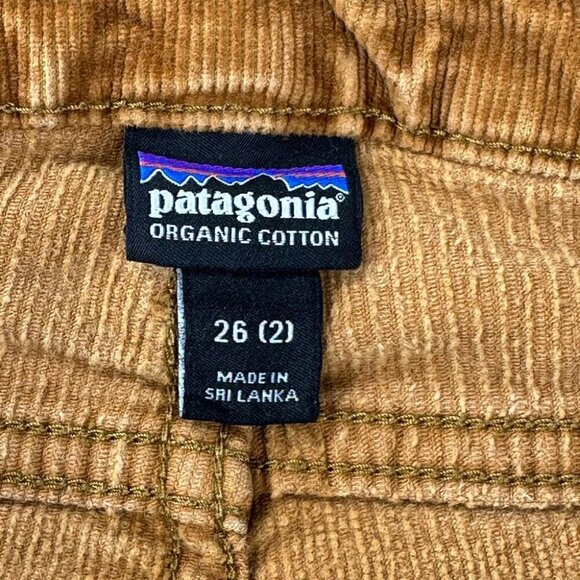 patagonia®
ORGANIC COTTON
26 (2)
MADE IN
SRI LANKA